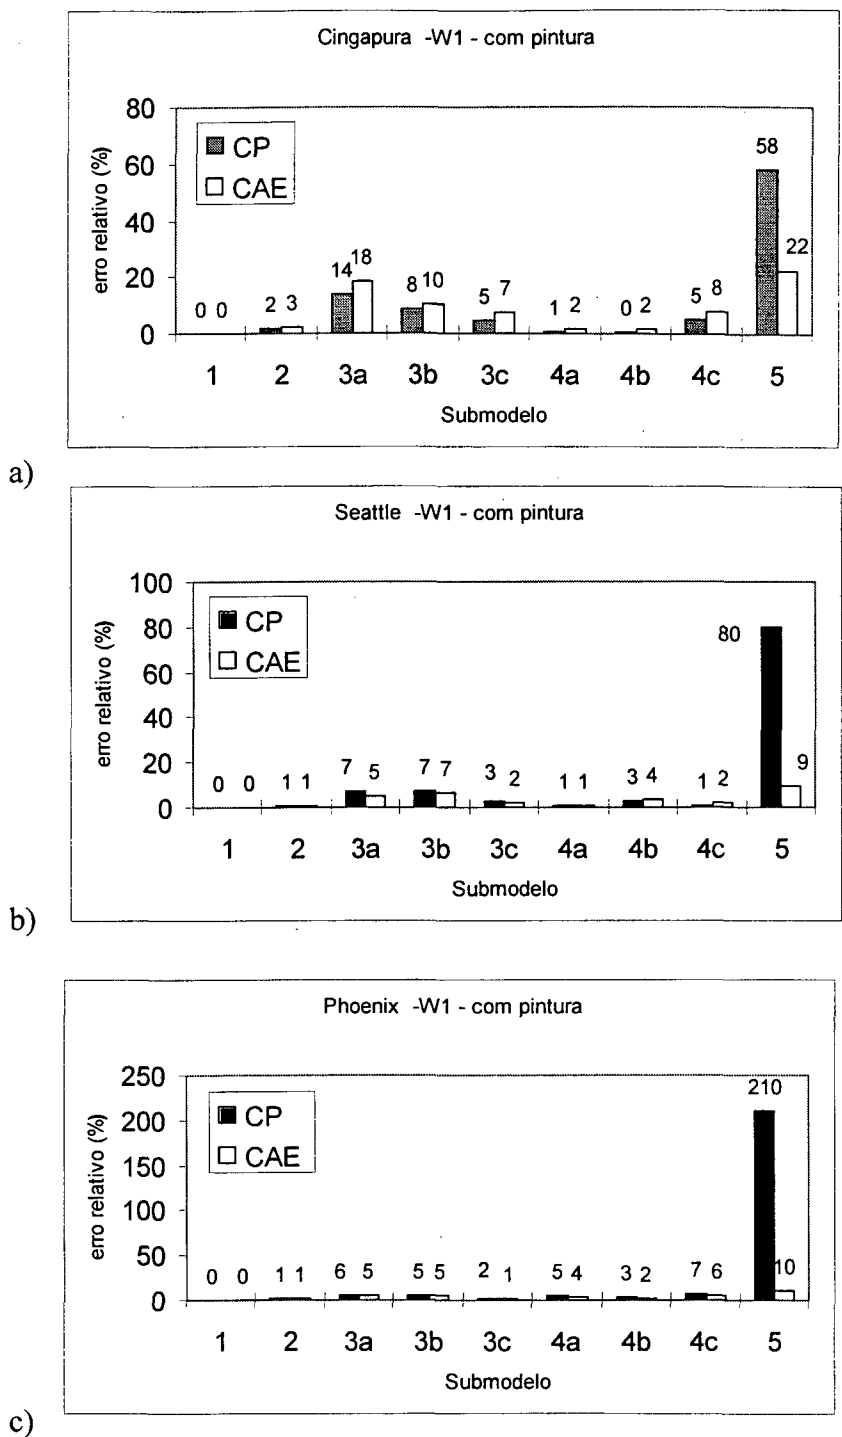 Cingapura -W1 - com pintura
erro relativo (%)
80
60
40
20
0
CP
CAE
0 0 2 3 14 18 8 10 5 7 1 2 0 2 5 8 58 22
1 2 3a 3b 3c 4a 4b 4c 5
Submodelo
a)
Seattle -W1 - com pintura
erro relativo (%)
100
80
60
40
20
0
CP
CAE
0 0 1 1 7 5 7 7 3 2 1 1 3 4 1 2 80 9
1 2 3a 3b 3c 4a 4b 4c 5
Submodelo
b)
Phoenix -W1 - com pintura
erro relativo (%)
250
200
150
100
50
0
CP
CAE
0 0 1 1 6 5 5 5 2 1 5 4 3 2 7 6 210 10
1 2 3a 3b 3c 4a 4b 4c 5
Submodelo
c)